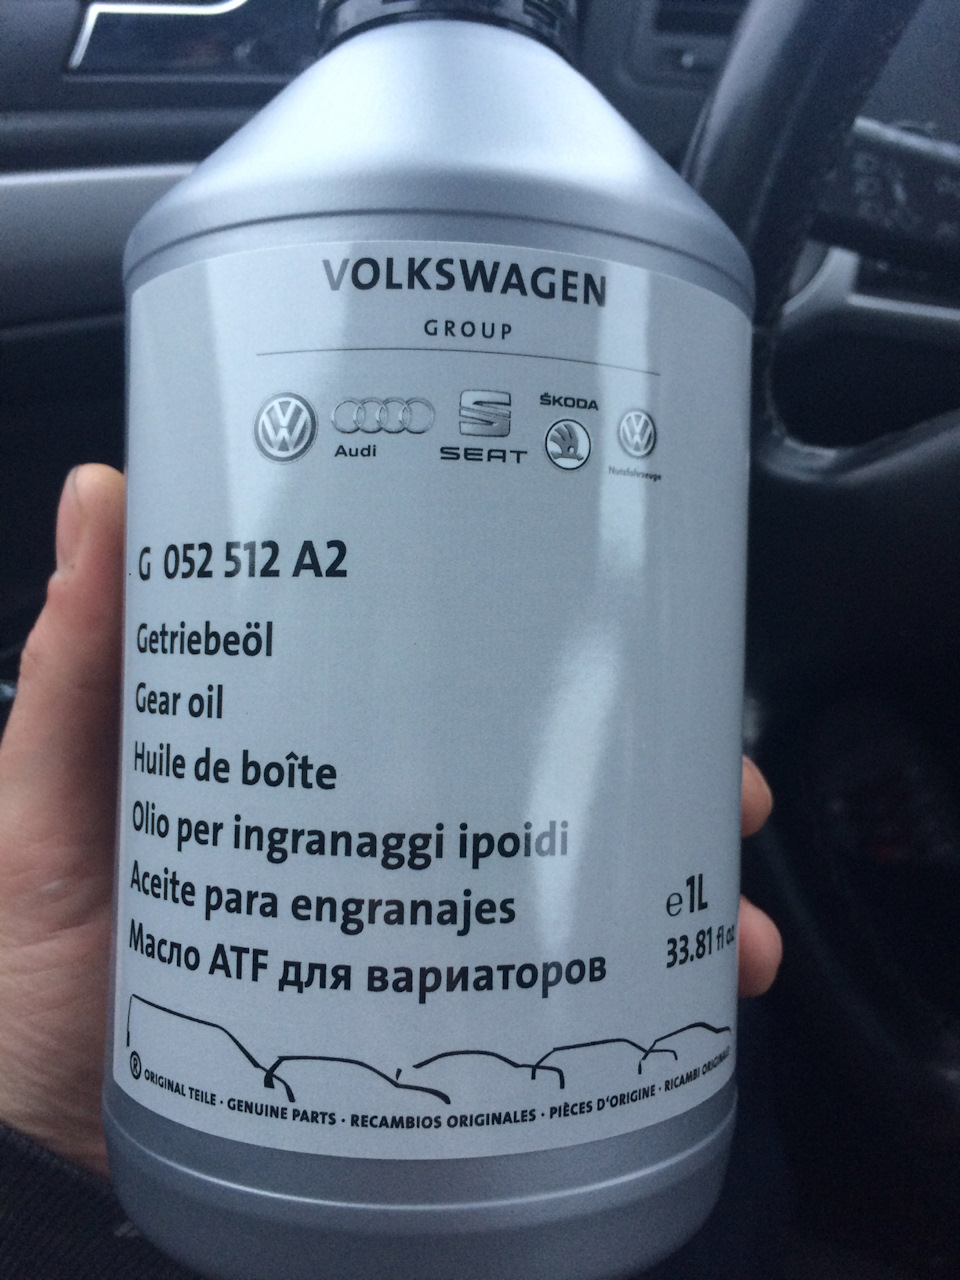 VOLKSWAGEN
GROUP
Audi
SEAT
ŠKODA
Nutzfahrzeuge
G 052 512 A2
Getriebeöl
Gear oil
Huile de boîte
Olio per ingranaggi ipoidi
Aceite para engranajes
Масло ATF для вариаторов
e 1L
33.81 fl oz
® ORIGINAL TEILE · GENUINE PARTS · RECAMBIOS ORIGINALES · PIÈCES D'ORIGINE · RICAMBI ORIGINALI